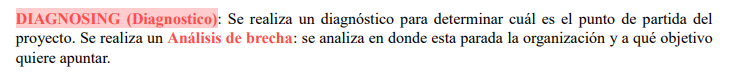 DIAGNOSING (Diagnostico): Se realiza un diagnóstico para determinar cuál es el punto de partida del
proyecto. Se realiza un Análisis de brecha: se analiza en donde esta parada la organización y a qué objetivo
quiere apuntar.